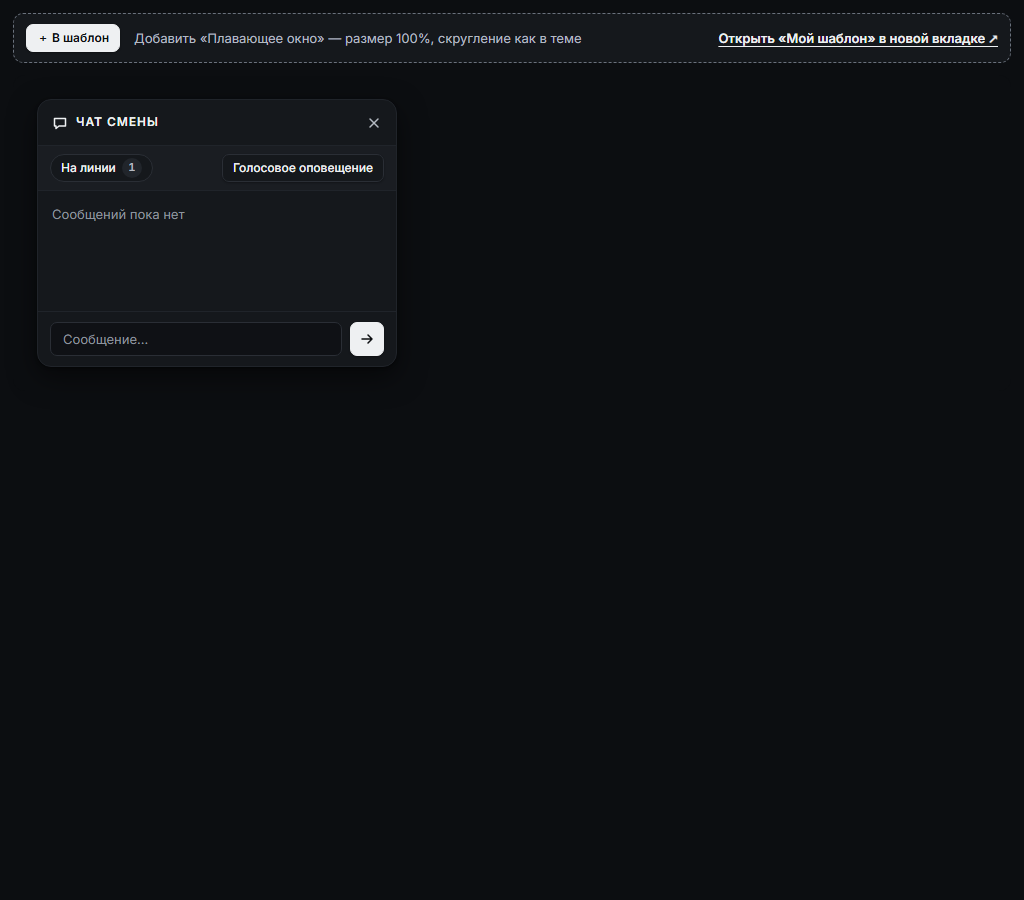 + В шаблон
Добавить «Плавающее окно» — размер 100%, скругление как в теме
Открыть «Мой шаблон» в новой вкладке ↗
ЧАТ СМЕНЫ
На линии 1
Голосовое оповещение
Сообщений пока нет
Сообщение...